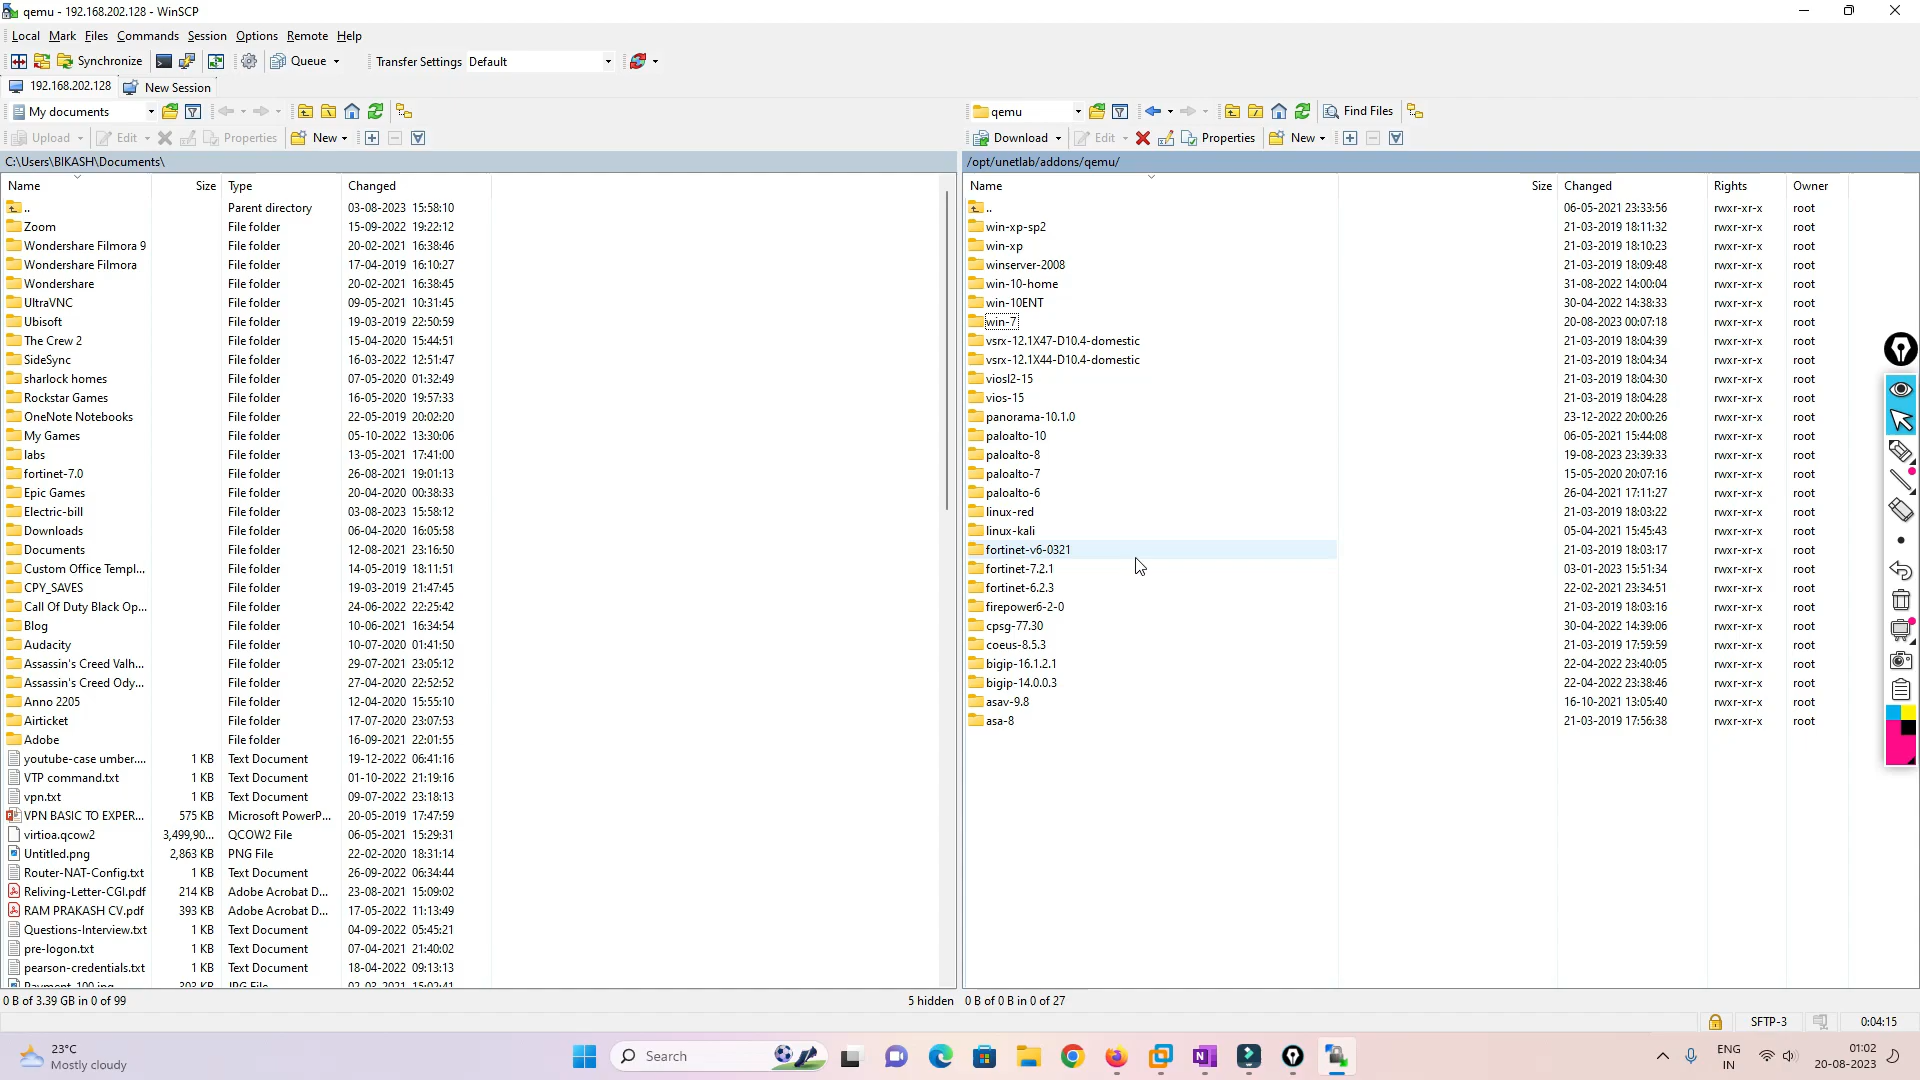 qemu - 192.168.202.128 - WinSCP
Local Mark Files Commands Session Options Remote Help
Synchronize Queue Transfer Settings Default
192.168.202.128 New Session
My documents
qemu Find Files
Upload Edit Properties New
Download Edit Properties New
C:\Users\BIKASH\Documents\
/opt/unetlab/addons/qemu/
Name Size Type Changed
.. Parent directory 03-08-2023 15:58:10
Zoom File folder 15-09-2022 19:22:12
Wondershare Filmora 9 File folder 20-02-2021 16:38:46
Wondershare Filmora File folder 17-04-2019 16:10:27
Wondershare File folder 20-02-2021 16:38:45
UltraVNC File folder 09-05-2021 10:31:45
Ubisoft File folder 19-03-2019 22:50:59
The Crew 2 File folder 15-04-2020 15:44:51
SideSync File folder 16-03-2022 12:51:47
sharlock homes File folder 07-05-2020 01:32:49
Rockstar Games File folder 16-05-2020 19:57:33
OneNote Notebooks File folder 22-05-2019 20:02:20
My Games File folder 05-10-2022 13:30:06
labs File folder 13-05-2021 17:41:00
fortinet-7.0 File folder 26-08-2021 19:01:13
Epic Games File folder 20-04-2020 00:38:33
Electric-bill File folder 03-08-2023 15:58:12
Downloads File folder 06-04-2020 16:05:58
Documents File folder 12-08-2021 23:16:50
Custom Office Templ... File folder 14-05-2019 18:11:51
CPY_SAVES File folder 19-03-2019 21:47:45
Call Of Duty Black Op... File folder 24-06-2022 22:25:42
Blog File folder 10-06-2021 16:34:54
Audacity File folder 10-07-2020 01:41:50
Assassin's Creed Valh... File folder 29-07-2021 23:05:12
Assassin's Creed Ody... File folder 27-04-2020 22:52:52
Anno 2205 File folder 12-04-2020 15:55:10
Airticket File folder 17-07-2020 23:07:53
Adobe File folder 16-09-2021 22:01:55
youtube-case umber.... 1 KB Text Document 19-12-2022 06:41:16
VTP command.txt 1 KB Text Document 01-10-2022 21:19:16
vpn.txt 1 KB Text Document 09-07-2022 23:18:13
VPN BASIC TO EXPER... 575 KB Microsoft PowerP... 20-05-2019 17:47:59
virtioa.qcow2 3,499,90... QCOW2 File 06-05-2021 15:29:31
Untitled.png 2,863 KB PNG File 22-02-2020 18:31:14
Router-NAT-Config.txt 1 KB Text Document 26-09-2022 06:34:44
Reliving-Letter-CGI.pdf 214 KB Adobe Acrobat D... 23-08-2021 15:09:02
RAM PRAKASH CV.pdf 393 KB Adobe Acrobat D... 17-05-2022 11:13:49
Questions-Interview.txt 1 KB Text Document 04-09-2022 05:45:21
pre-logon.txt 1 KB Text Document 07-04-2021 21:40:02
pearson-credentials.txt 1 KB Text Document 18-04-2022 09:13:13
Name Size Changed Rights Owner
.. 06-05-2021 23:33:56 rwxr-xr-x root
win-xp-sp2 21-03-2019 18:11:32 rwxr-xr-x root
win-xp 21-03-2019 18:10:23 rwxr-xr-x root
winserver-2008 21-03-2019 18:09:48 rwxr-xr-x root
win-10-home 31-08-2022 14:00:04 rwxr-xr-x root
win-10ENT 30-04-2022 14:38:33 rwxr-xr-x root
win-7 20-08-2023 00:07:18 rwxr-xr-x root
vsrx-12.1X47-D10.4-domestic 21-03-2019 18:04:39 rwxr-xr-x root
vsrx-12.1X44-D10.4-domestic 21-03-2019 18:04:34 rwxr-xr-x root
viosl2-15 21-03-2019 18:04:30 rwxr-xr-x root
vios-15 21-03-2019 18:04:28 rwxr-xr-x root
panorama-10.1.0 23-12-2022 20:00:26 rwxr-xr-x root
paloalto-10 06-05-2021 15:44:08 rwxr-xr-x root
paloalto-8 19-08-2023 23:39:33 rwxr-xr-x root
paloalto-7 15-05-2020 20:07:16 rwxr-xr-x root
paloalto-6 26-04-2021 17:11:27 rwxr-xr-x root
linux-red 21-03-2019 18:03:22 rwxr-xr-x root
linux-kali 05-04-2021 15:45:43 rwxr-xr-x root
fortinet-v6-0321 21-03-2019 18:03:17 rwxr-xr-x root
fortinet-7.2.1 03-01-2023 15:51:34 rwxr-xr-x root
fortinet-6.2.3 22-02-2021 23:34:51 rwxr-xr-x root
firepower6-2-0 21-03-2019 18:03:16 rwxr-xr-x root
cpsg-77.30 30-04-2022 14:39:06 rwxr-xr-x root
coeus-8.5.3 21-03-2019 17:59:59 rwxr-xr-x root
bigip-16.1.2.1 22-04-2022 23:40:05 rwxr-xr-x root
bigip-14.0.0.3 22-04-2022 23:38:46 rwxr-xr-x root
asav-9.8 16-10-2021 13:05:40 rwxr-xr-x root
asa-8 21-03-2019 17:56:38 rwxr-xr-x root
0 B of 3.39 GB in 0 of 99 5 hidden
0 B of 0 B in 0 of 27
SFTP-3 0:04:15
23°C
Mostly cloudy
Search
ENG
IN
01:02
20-08-2023